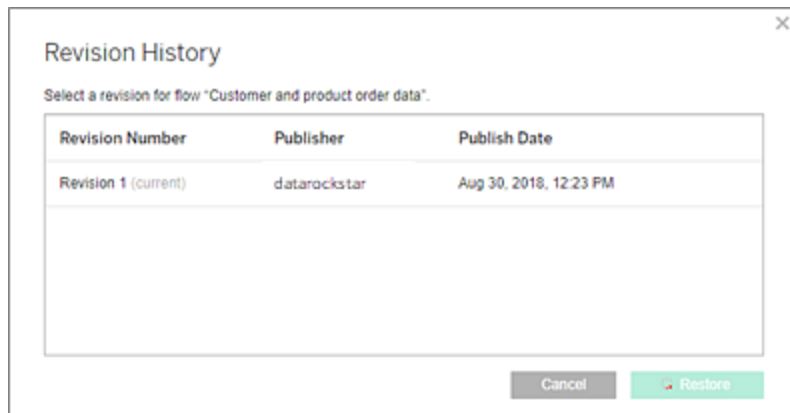 Revision History
Select a revision for flow "Customer and product order data".
Revision Number Publisher Publish Date
Revision 1 (current) datarockstar Aug 30, 2018, 12:23 PM
Cancel Restore